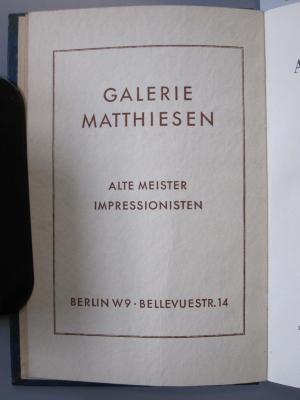 GALERIE
MATTHIESEN
ALTE MEISTER
IMPRESSIONISTEN
BERLIN W9 · BELLEVUESTR. 14